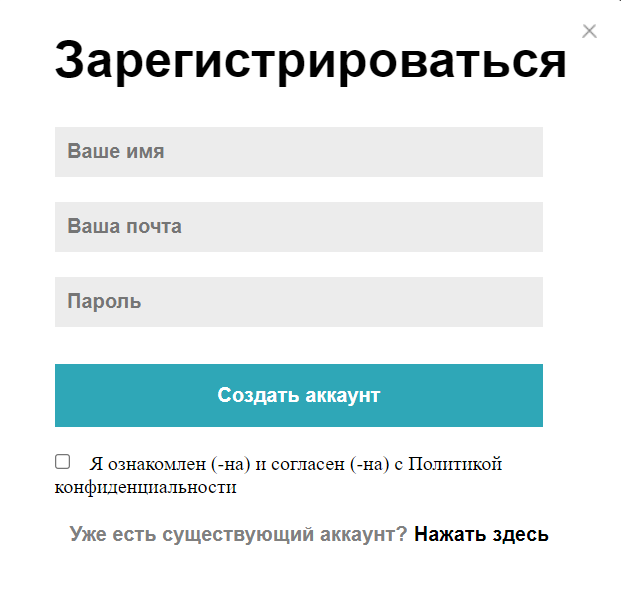 Зарегистрироваться
Ваше имя
Ваша почта
Пароль
Создать аккаунт
Я ознакомлен (-на) и согласен (-на) с Политикой
конфиденциальности
Уже есть существующий аккаунт? Нажать здесь